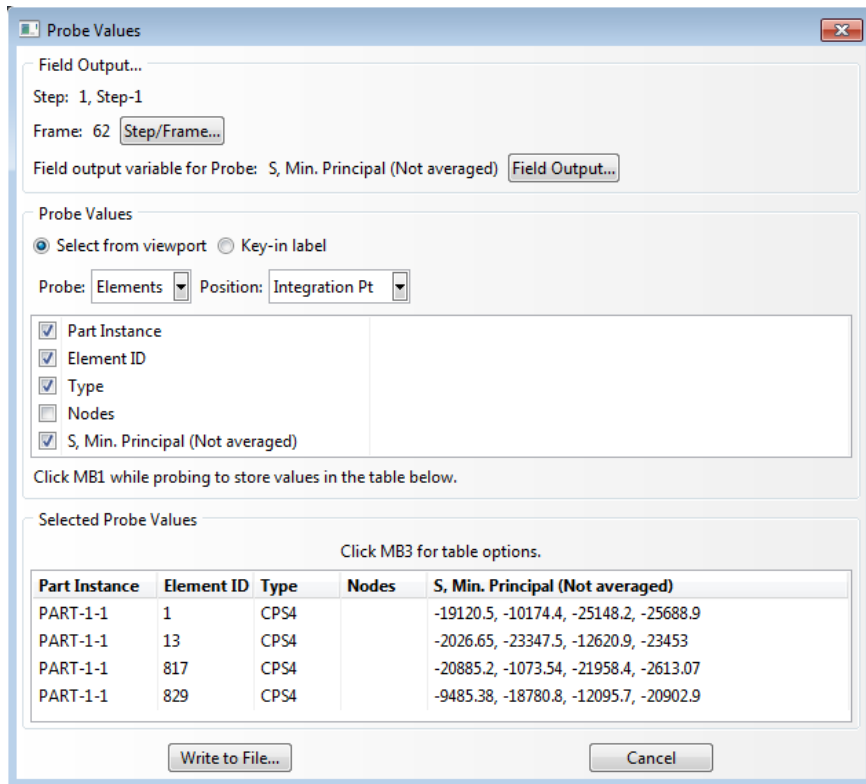 Probe Values
Field Output...
Step: 1, Step-1
Frame: 62 Step/Frame...
Field output variable for Probe: S, Min. Principal (Not averaged) Field Output...
Probe Values
Select from viewport Key-in label
Probe: Elements Position: Integration Pt
Part Instance
Element ID
Type
Nodes
S, Min. Principal (Not averaged)
Click MB1 while probing to store values in the table below.
Selected Probe Values
Click MB3 for table options.
Part Instance Element ID Type Nodes S, Min. Principal (Not averaged)
PART-1-1 1 CPS4 -19120.5, -10174.4, -25148.2, -25688.9
PART-1-1 13 CPS4 -2026.65, -23347.5, -12620.9, -23453
PART-1-1 817 CPS4 -20885.2, -1073.54, -21958.4, -2613.07
PART-1-1 829 CPS4 -9485.38, -18780.8, -12095.7, -20902.9
Write to File... Cancel